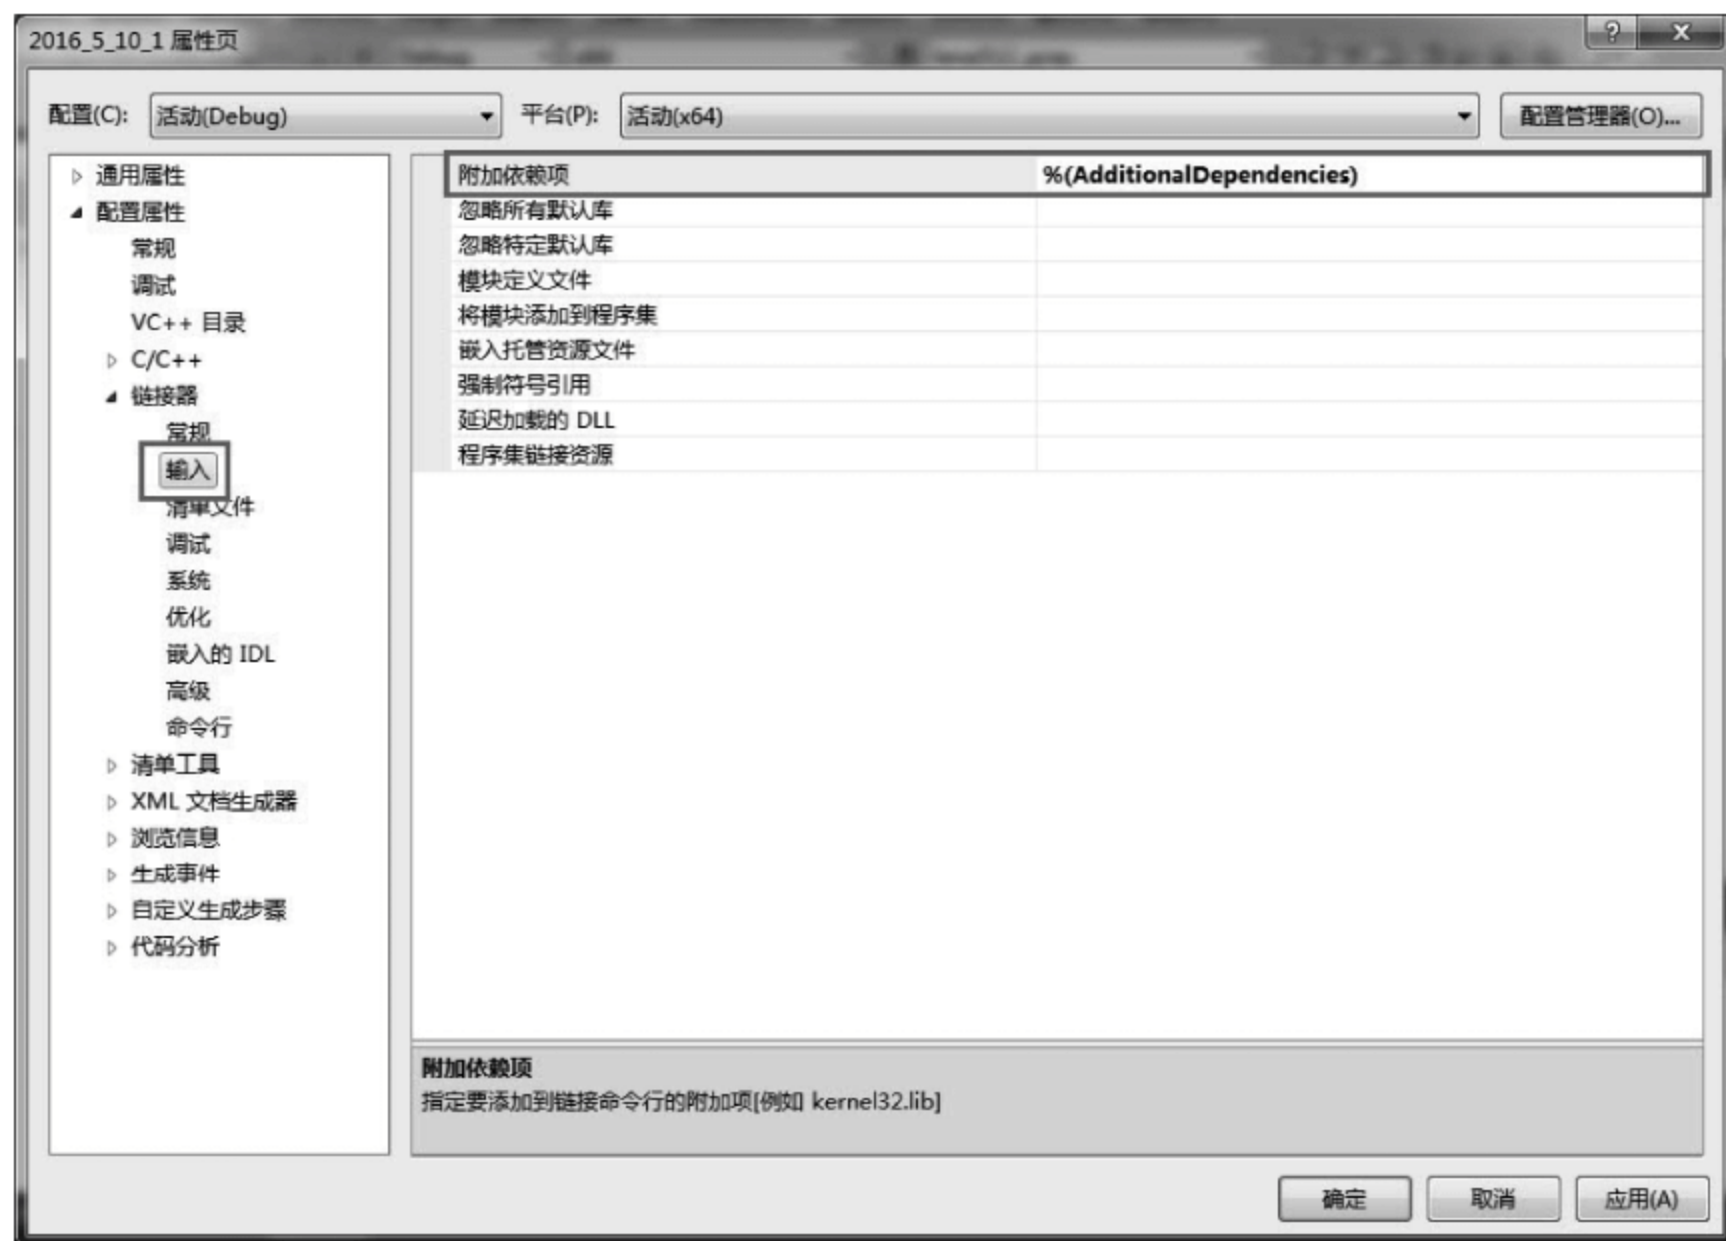 2016_5_10_1 属性页
配置(C): 活动(Debug) 平台(P): 活动(x64) 配置管理器(O)...
通用属性
配置属性
常规
调试
VC++ 目录
C/C++
链接器
常规
输入
清单文件
调试
系统
优化
嵌入的 IDL
高级
命令行
清单工具
XML 文档生成器
浏览信息
生成事件
自定义生成步骤
代码分析
附加依赖项 %(AdditionalDependencies)
忽略所有默认库
忽略特定默认库
模块定义文件
将模块添加到程序集
嵌入托管资源文件
强制符号引用
延迟加载的 DLL
程序集链接资源
附加依赖项
指定要添加到链接命令行的附加项[例如 kernel32.lib]
确定 取消 应用(A)